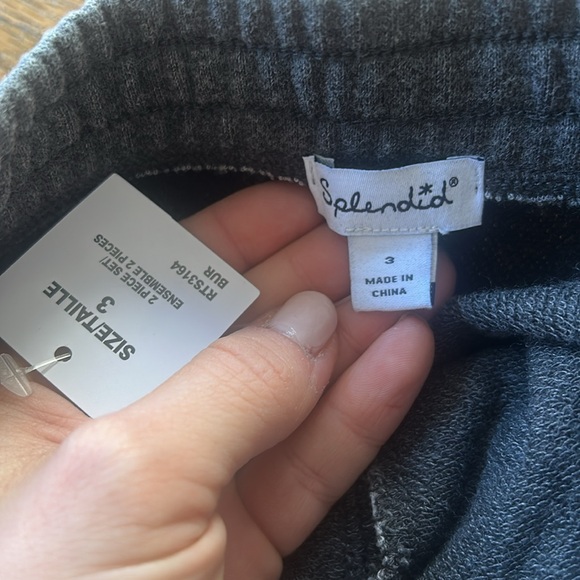 Splendid®
3
MADE IN
CHINA
2 PIECE SET/
ENSEMBLE 2 PIECES
RTS3164
BUR
SIZE/TAILLE
3